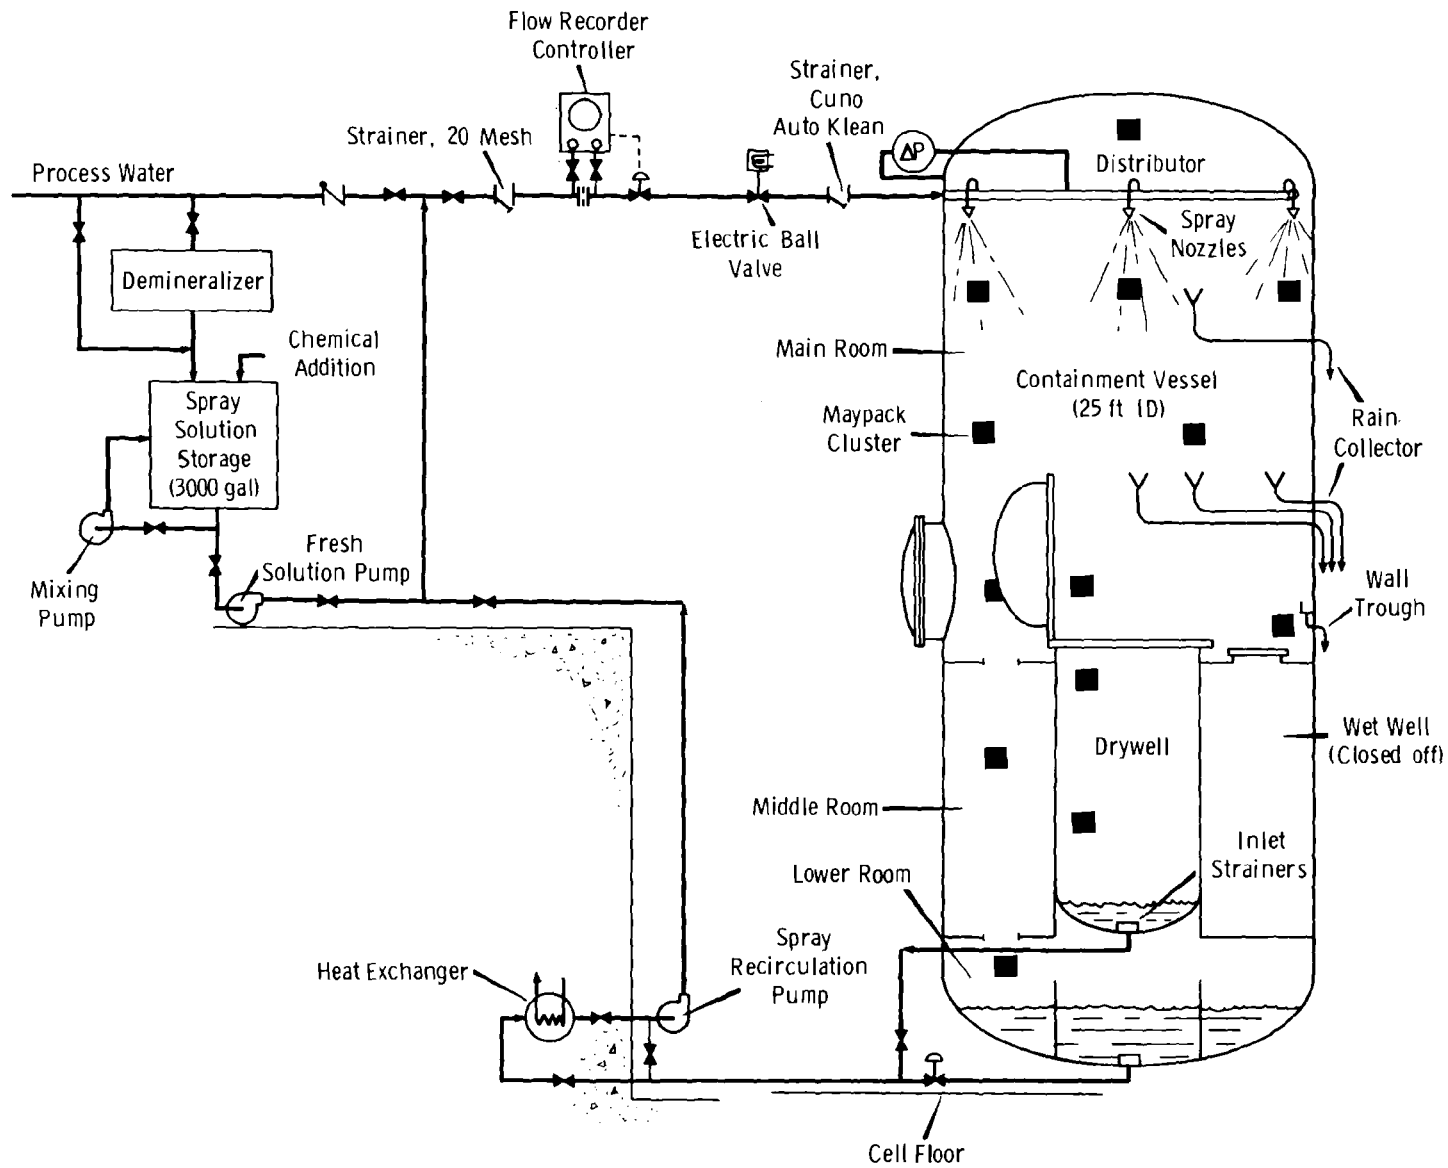 Flow Recorder
Controller
Strainer,
Cuno
Auto Klean
Strainer, 20 Mesh
ΔP
Distributor
Process Water
Spray
Nozzles
Electric Ball
Valve
Demineralizer
Chemical
Addition
Main Room
Containment Vessel
(25 ft ID)
Spray
Solution
Storage
(3000 gal)
Maypack
Cluster
Rain
Collector
Fresh
Solution Pump
Mixing
Pump
Wall
Trough
Drywell
Wet Well
(Closed off)
Middle Room
Inlet
Strainers
Lower Room
Spray
Recirculation
Pump
Heat Exchanger
Cell Floor